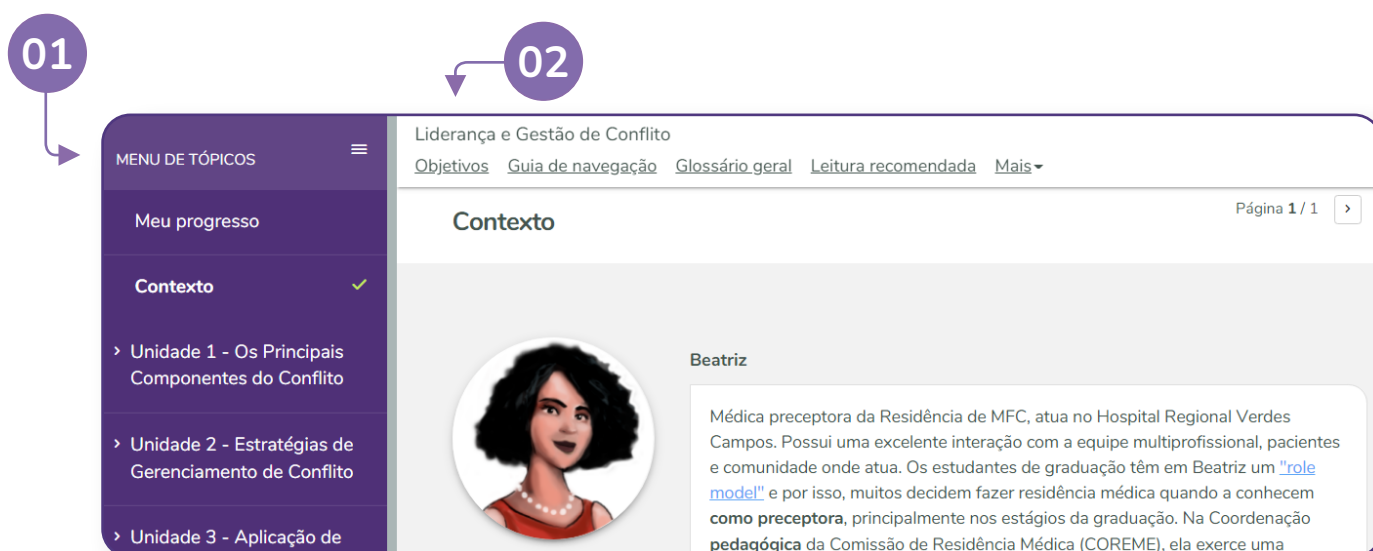 01
02
MENU DE TÓPICOS
Meu progresso
Contexto
Unidade 1 - Os Principais
Componentes do Conflito
Unidade 2 - Estratégias de
Gerenciamento de Conflito
Unidade 3 - Aplicação de
Liderança e Gestão de Conflito
Objetivos Guia de navegação Glossário geral Leitura recomendada Mais
Contexto
Página 1 / 1
Beatriz
Médica preceptora da Residência de MFC, atua no Hospital Regional Verdes
Campos. Possui uma excelente interação com a equipe multiprofissional, pacientes
e comunidade onde atua. Os estudantes de graduação têm em Beatriz um "role
model" e por isso, muitos decidem fazer residência médica quando a conhecem
como preceptora, principalmente nos estágios da graduação. Na Coordenação
pedagógica da Comissão de Residência Médica (COREME), ela exerce uma